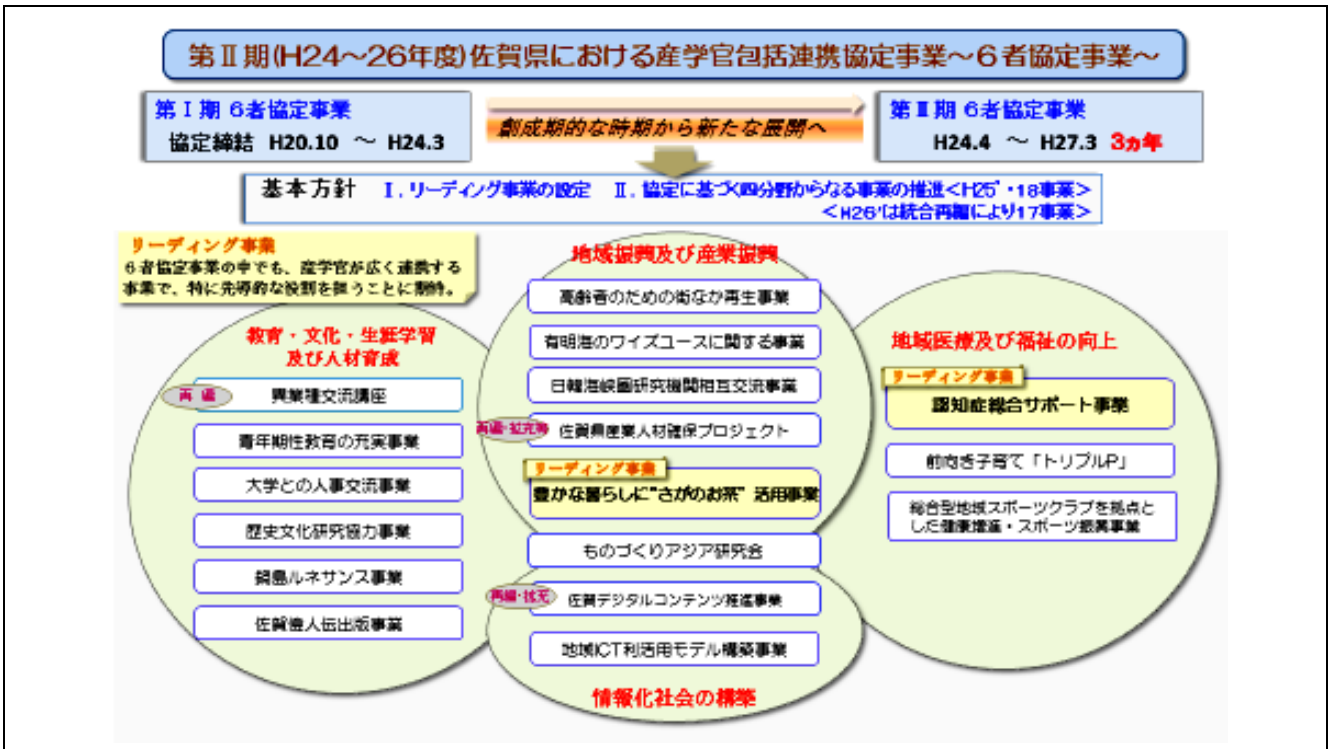 第Ⅱ期(H24～26年度)佐賀県における産学官包括連携協定事業～6者協定事業～
第Ⅰ期 6者協定事業
協定締結 H20.10 ～ H24.3
創成期的な時期から新たな展開へ
第Ⅱ期 6者協定事業
H24.4 ～ H27.3 3ヵ年
基本方針 Ⅰ.リーディング事業の設定 Ⅱ.協定に基づく四分野からなる事業の推進<H25'・18事業>
<H26'は統合再編により17事業>
リーディング事業
6者協定事業の中でも、産学官が広く連携する
事業で、特に先導的な役割を担うことに期待。
教育・文化・生涯学習
及び人材育成
再編
異業種交流講座
青年期性教育の充実事業
大学との人事交流事業
歴史文化研究協力事業
鍋島ルネサンス事業
佐賀偉人伝出版事業
地域振興及び産業振興
高齢者のための街なか再生事業
有明海のワイズユースに関する事業
日韓海峡圏研究機関相互交流事業
再編・拡充等
佐賀県産業人材確保プロジェクト
リーディング事業
豊かな暮らしに"さがのお茶"活用事業
ものづくりアジア研究会
再編・拡充
佐賀デジタルコンテンツ推進事業
地域ICT利活用モデル構築事業
情報化社会の構築
地域医療及び福祉の向上
リーディング事業
認知症総合サポート事業
前向き子育て「トリプルP」
総合型地域スポーツクラブを拠点と
した健康増進・スポーツ振興事業